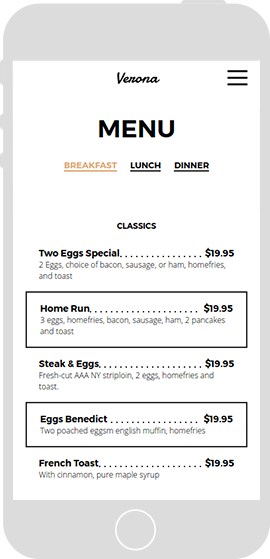 Verona
MENU
BREAKFAST LUNCH DINNER
CLASSICS
Two Eggs Special. . . . . . . . . . . . . . . $19.95
2 Eggs, choice of bacon, sausage, or ham, homefries,
and toast
Home Run. . . . . . . . . . . . . . . . . . . $19.95
3 eggs, homefries, bacon, sausage, ham, 2 pancakes
and toast
Steak & Eggs. . . . . . . . . . . . . . . . . . $19.95
Fresh-cut AAA NY striploin, 2 eggs, homefries and
toast.
Eggs Benedict . . . . . . . . . . . . . . . . $19.95
Two poached eggsm english muffin, homefries
French Toast. . . . . . . . . . . . . . . . . . $19.95
With cinnamon, pure maple syrup